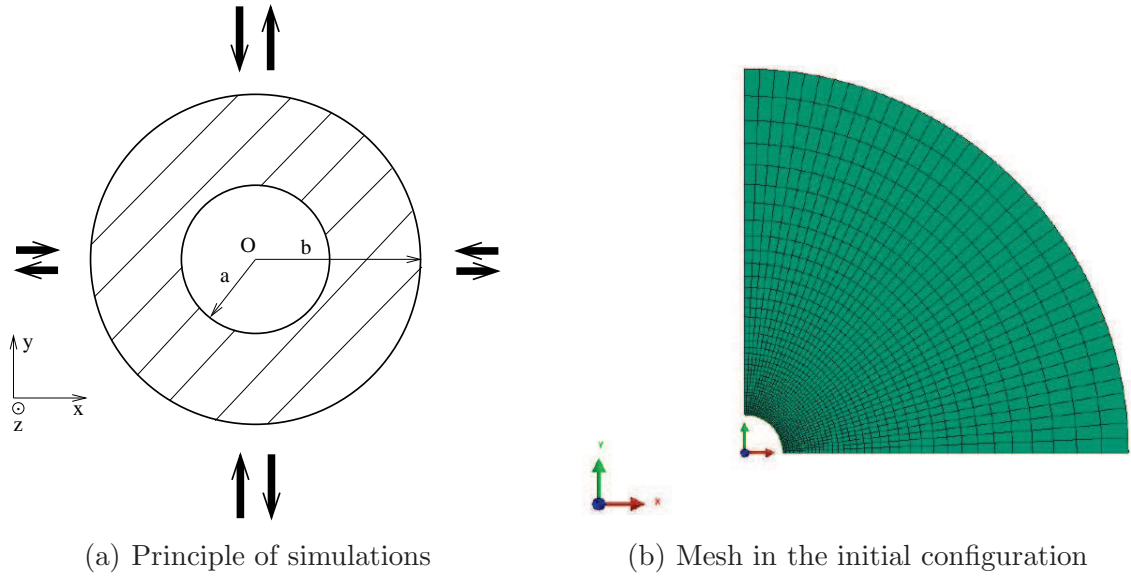 O
b
a
y
x
z
Y
X
(a) Principle of simulations
(b) Mesh in the initial configuration